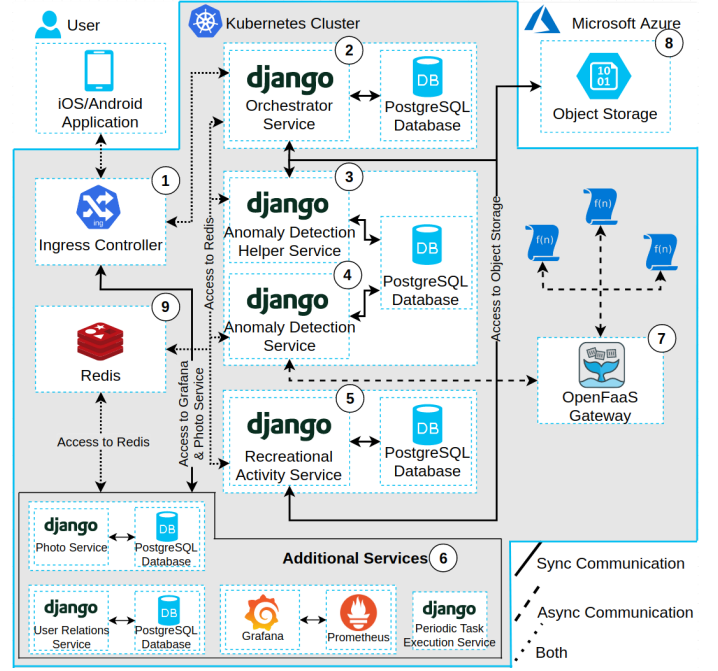 User
Kubernetes Cluster
Microsoft Azure
iOS/Android
Application
2
django
Orchestrator
Service
DB
PostgreSQL
Database
8
10
01
Object Storage
1
ing
Ingress Controller
3
django
Anomaly Detection
Helper Service
4
django
Anomaly Detection
Service
DB
PostgreSQL
Database
Access to Redis
Access to Object Storage
f(n)
f(n)
f(n)
9
Redis
7
OpenFaaS
Gateway
5
django
Recreational
Activity Service
DB
PostgreSQL
Database
Access to Redis
Access to Grafana
& Photo Service
django
Photo Service
DB
PostgreSQL
Database
Additional Services
6
django
User Relations
Service
DB
PostgreSQL
Database
Grafana
Prometheus
django
Periodic Task
Execution Service
Sync Communication
Async Communication
Both